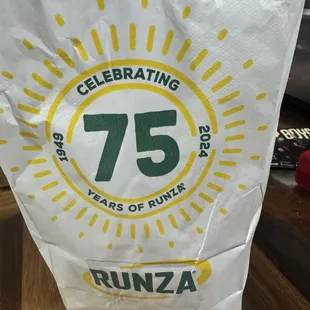 CELEBRATING
1949
75
2024
YEARS OF RUNZA®
RUNZA®